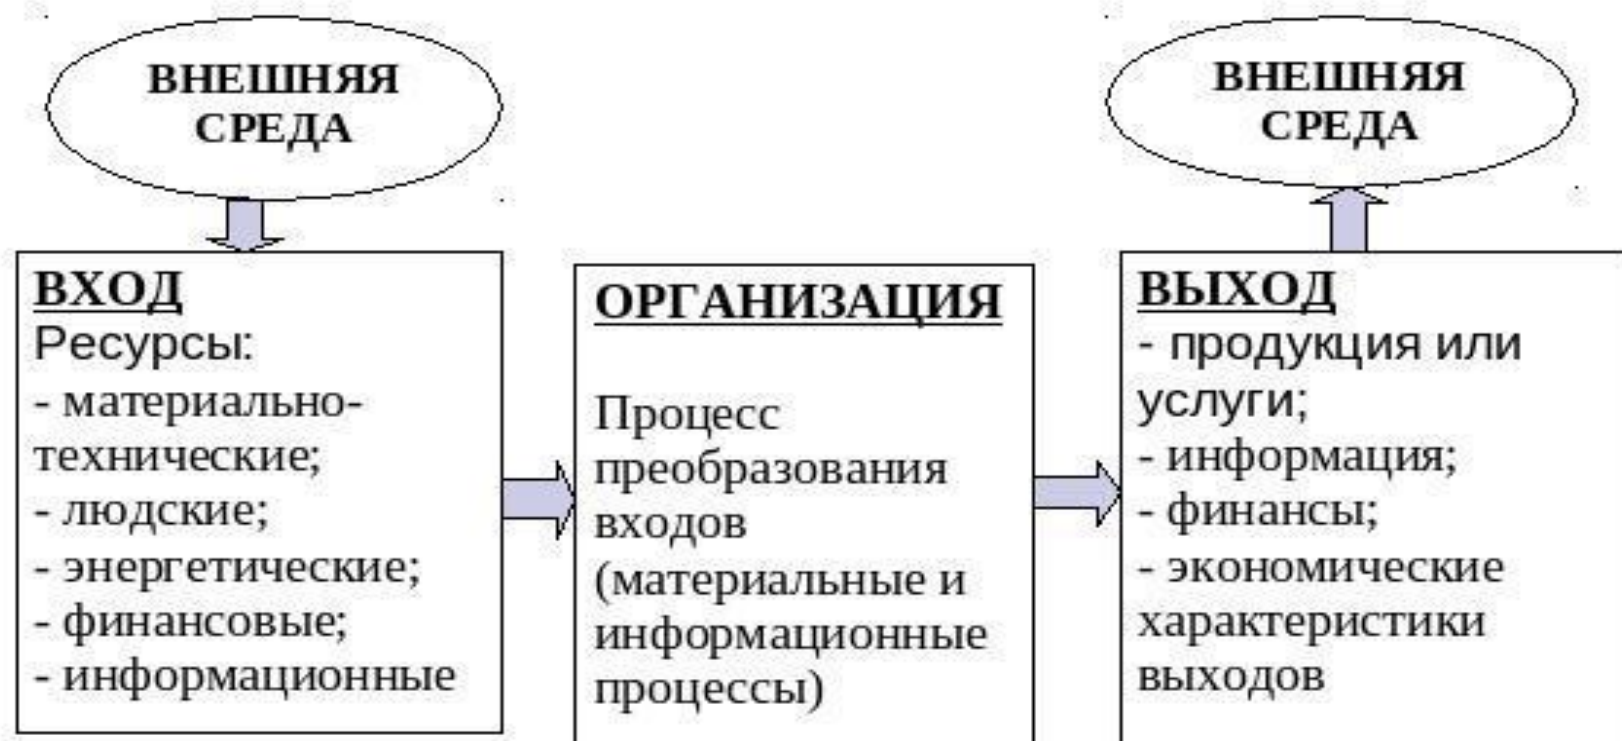 ВНЕШНЯЯ
СРЕДА
ВНЕШНЯЯ
СРЕДА
ВХОД
Ресурсы:
- материально-
технические;
- людские;
- энергетические;
- финансовые;
- информационные
ОРГАНИЗАЦИЯ
Процесс
преобразования
входов
(материальные и
информационные
процессы)
ВЫХОД
- продукция или
услуги;
- информация;
- финансы;
- экономические
характеристики
выходов